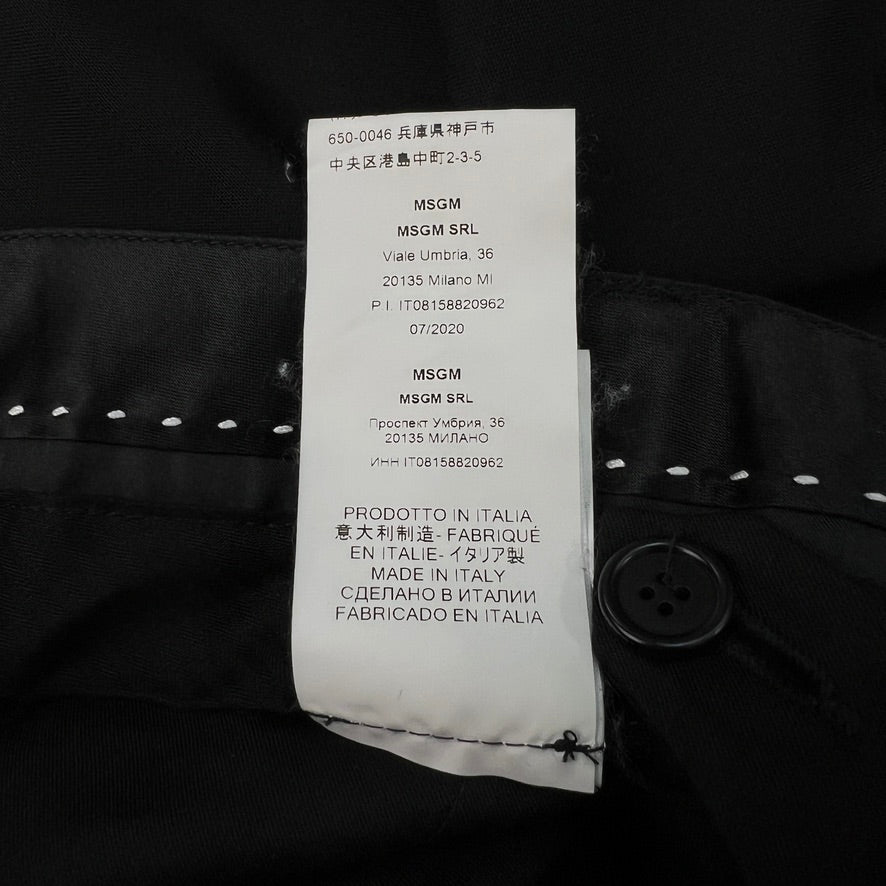 650-0046 兵庫県神戸市
中央区港島中町2-3-5
MSGM
MSGM SRL
Viale Umbria, 36
20135 Milano MI
P.I. IT08158820962
07/2020
MSGM
MSGM SRL
Проспект Умбрия, 36
20135 МИЛАНО
ИНН IT08158820962
PRODOTTO IN ITALIA
意大利制造- FABRIQUÉ
EN ITALIE- イタリア製
MADE IN ITALY
СДЕЛАНО В ИТАЛИИ
FABRICADO EN ITALIA